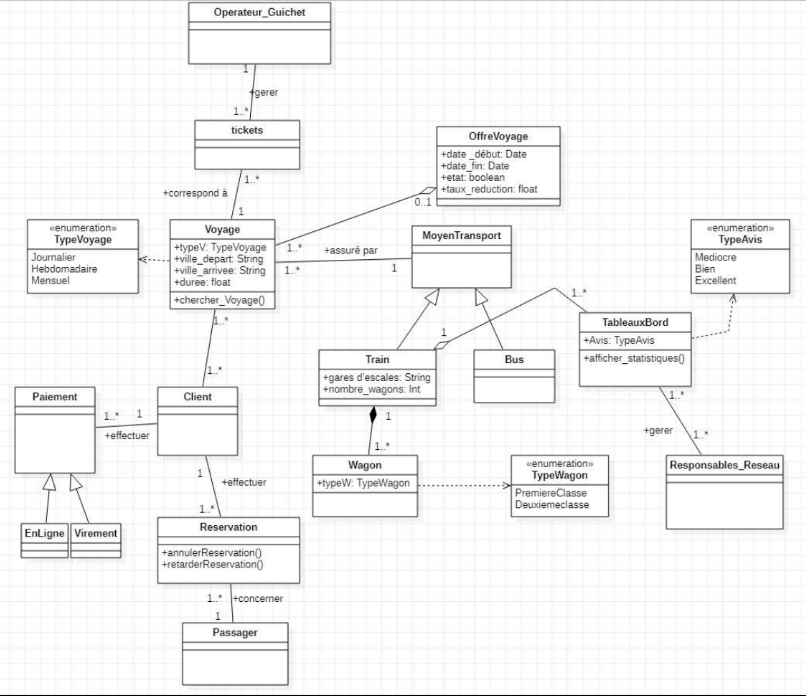 Operateur_Guichet
1
+gerer
1..*
tickets
1..*
+correspond à
1
OffreVoyage
+date _début: Date
+date_fin: Date
+etat: boolean
+taux_reduction: float
0..1
«enumeration»
TypeVoyage
Journalier
Hebdomadaire
Mensuel
Voyage
+typeV: TypeVoyage
+ville_depart: String
+ville_arrivee: String
+duree: float
+chercher_Voyage()
1..*
+assuré par
1..*
1
MoyenTransport
«enumeration»
TypeAvis
Mediocre
Bien
Excellent
1..*
1..*
1
1..*
TableauxBord
+Avis: TypeAvis
+afficher_statistiques()
Train
+gares d'escales: String
+nombre_wagons: Int
Bus
Paiement
1..*
1
+effectuer
Client
1
1..*
1..*
+gerer
1..*
Wagon
+typeW: TypeWagon
«enumeration»
TypeWagon
PremiereClasse
Deuxiemeclasse
Responsables_Reseau
1
+effectuer
1..*
EnLigne
Virement
Reservation
+annulerReservation()
+retarderReservation()
1..*
+concerner
1
Passager